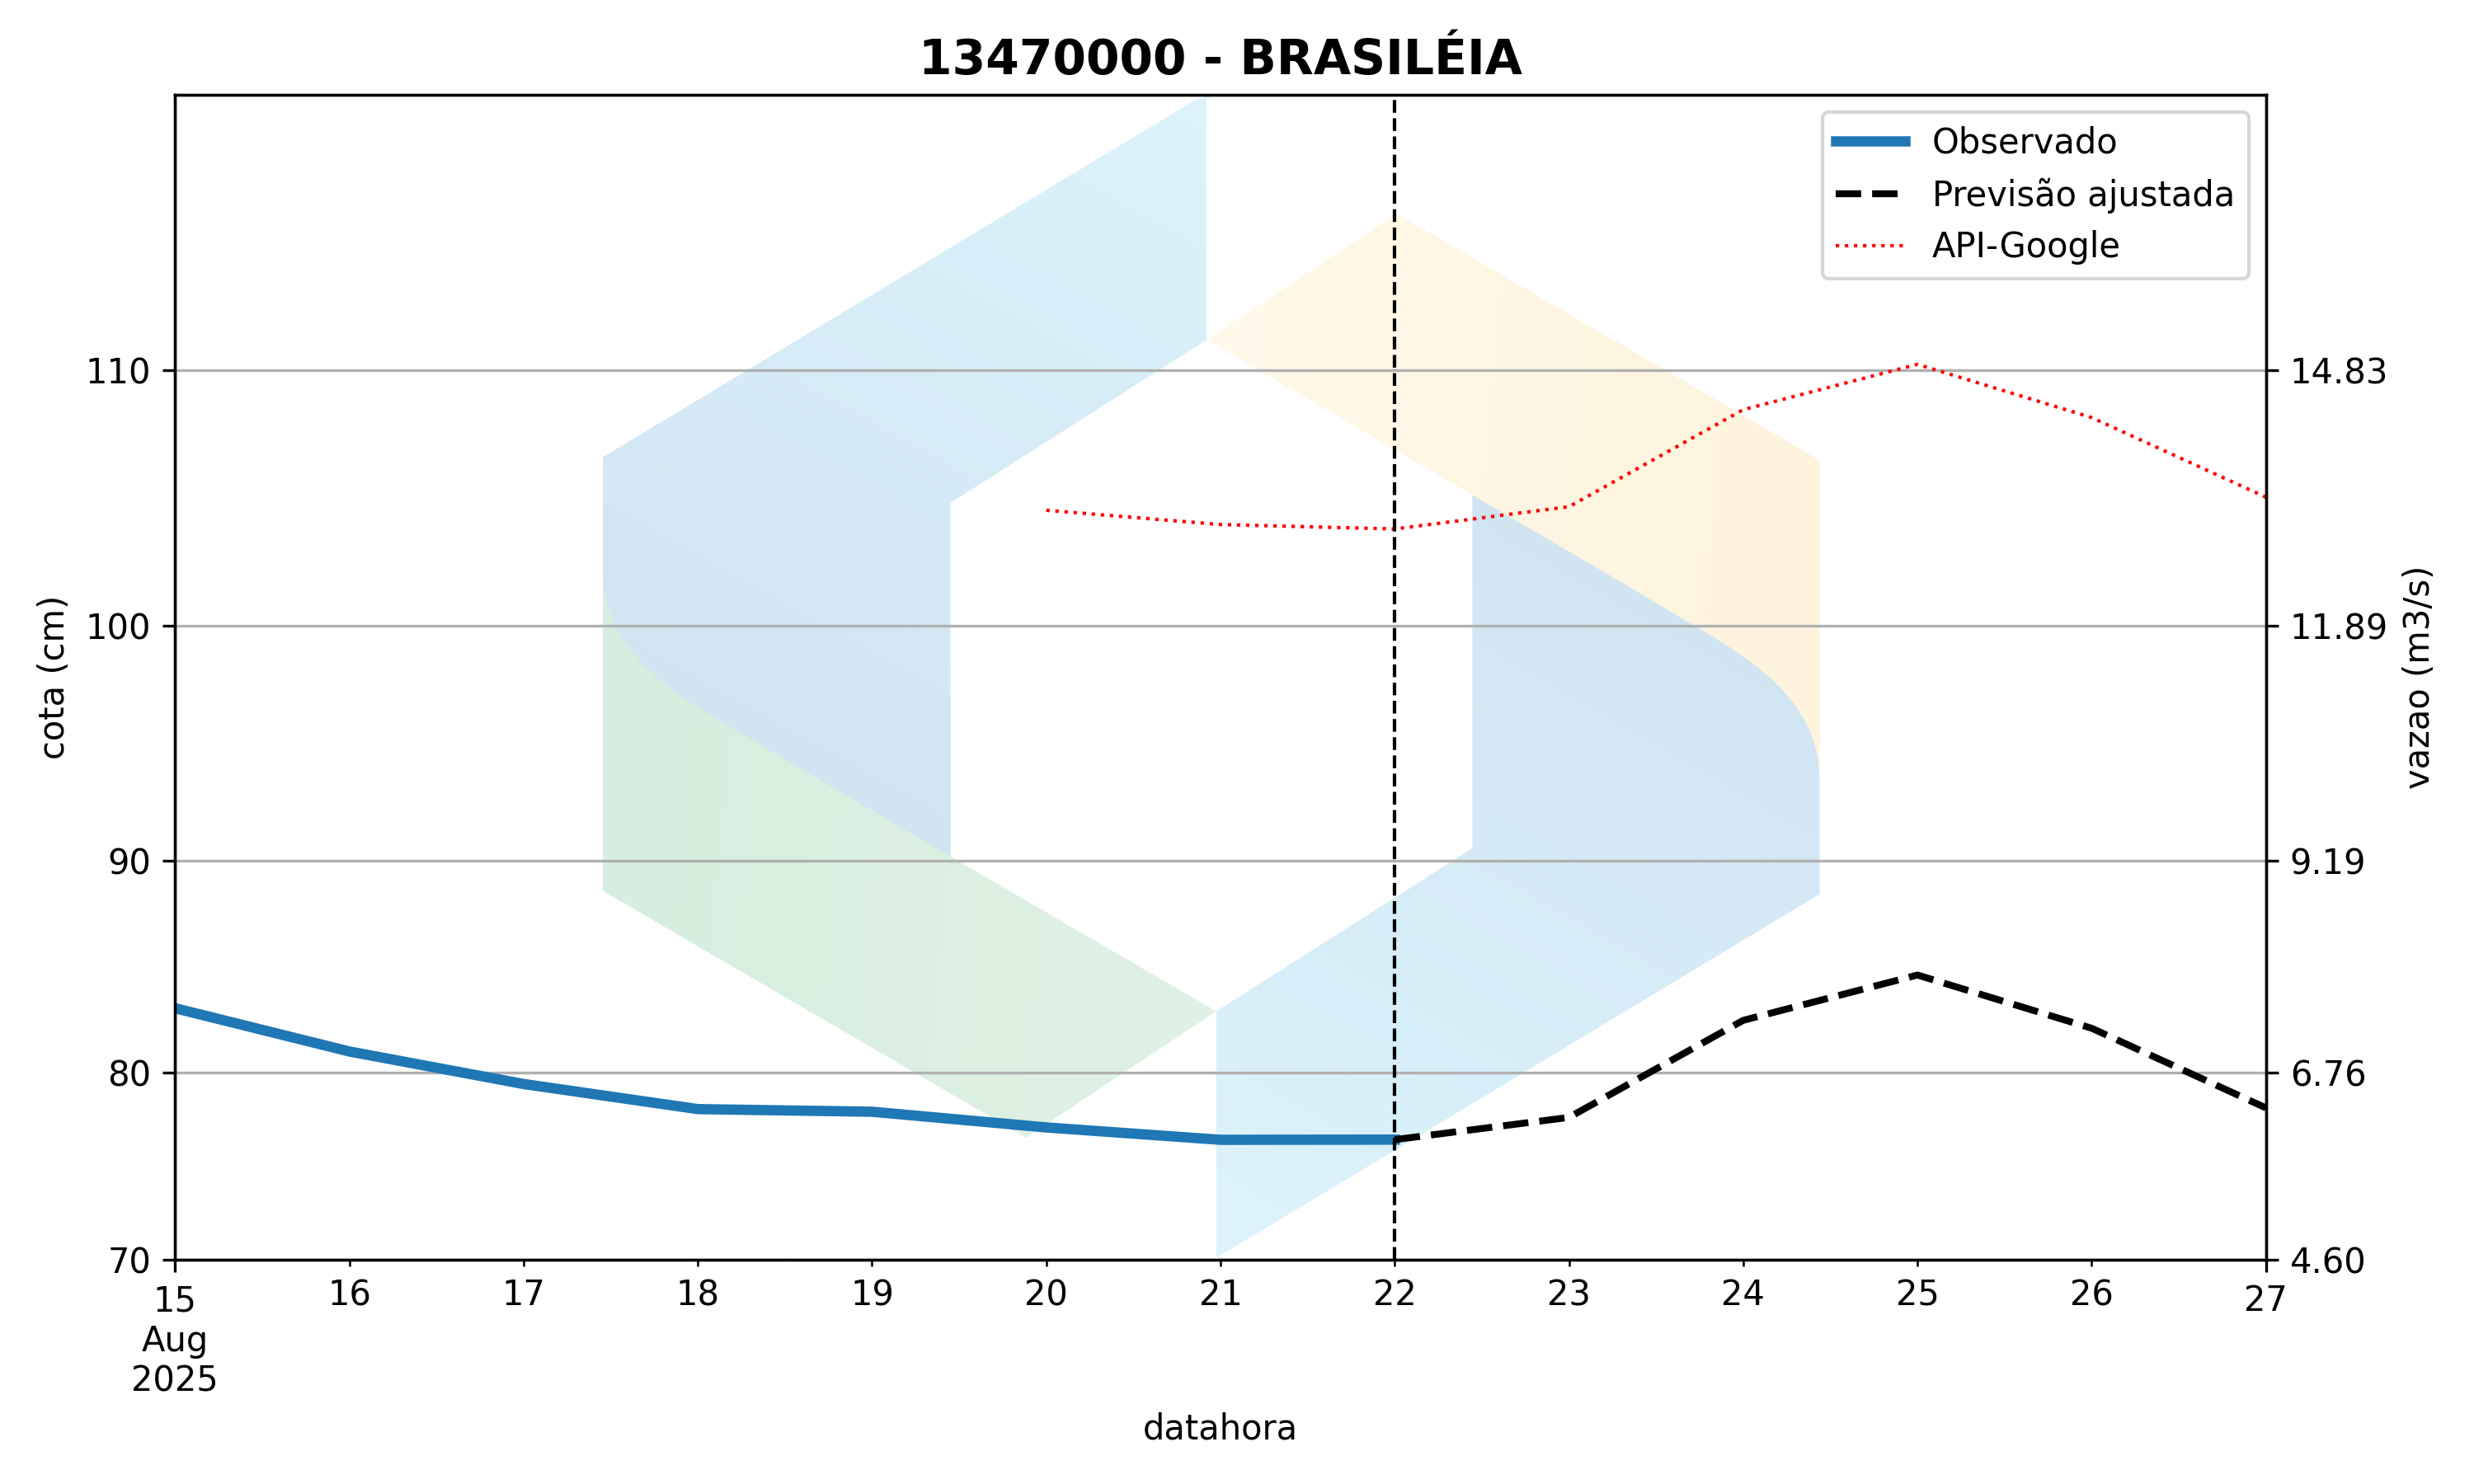 13470000 - BRASILÉIA
Observado
Previsão ajustada
API-Google
cota (cm)
110
100
90
80
70
vazao (m3/s)
14.83
11.89
9.19
6.76
4.60
15 16 17 18 19 20 21 22 23 24 25 26 27
Aug
2025
datahora